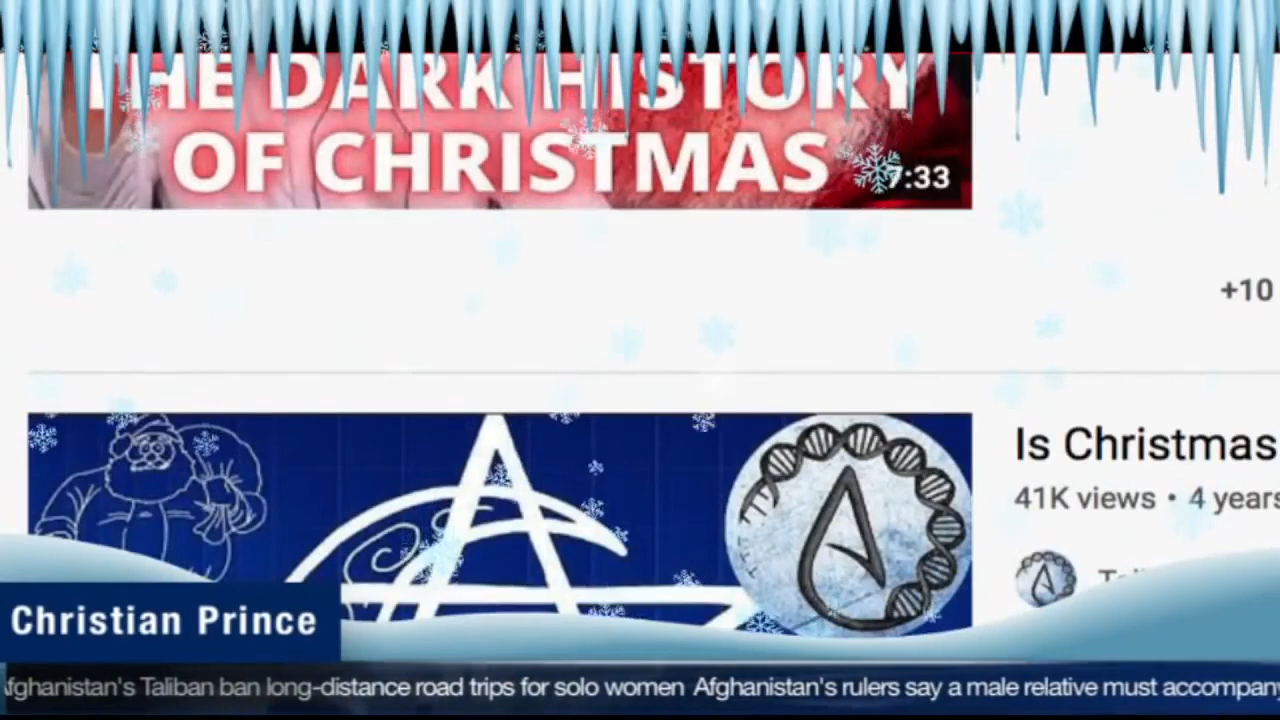 THE DARK HISTORY
OF CHRISTMAS
7:33
+10
Is Christmas
41K views • 4 years
Christian Prince
Afghanistan's Taliban ban long-distance road trips for solo women Afghanistan's rulers say a male relative must accompany